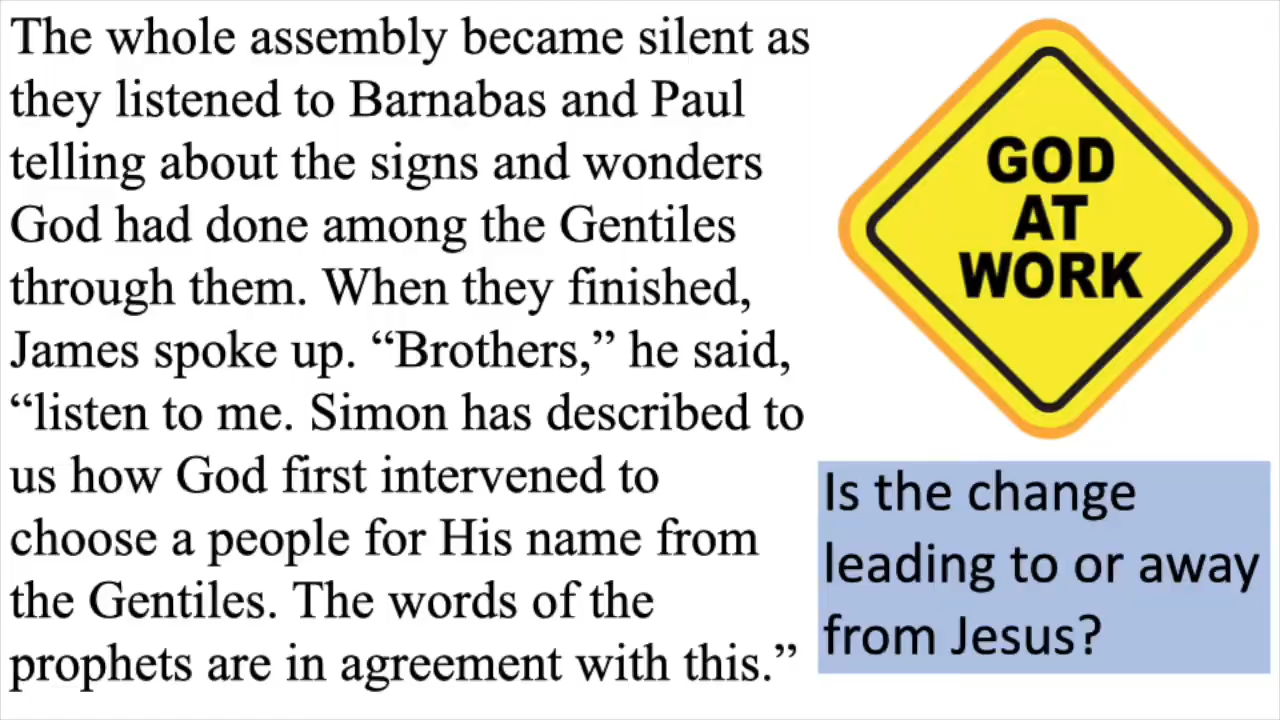 The whole assembly became silent as
they listened to Barnabas and Paul
telling about the signs and wonders
God had done among the Gentiles
through them. When they finished,
James spoke up. “Brothers,” he said,
“listen to me. Simon has described to
us how God first intervened to
choose a people for His name from
the Gentiles. The words of the
prophets are in agreement with this.”
GOD
AT
WORK
Is the change
leading to or away
from Jesus?